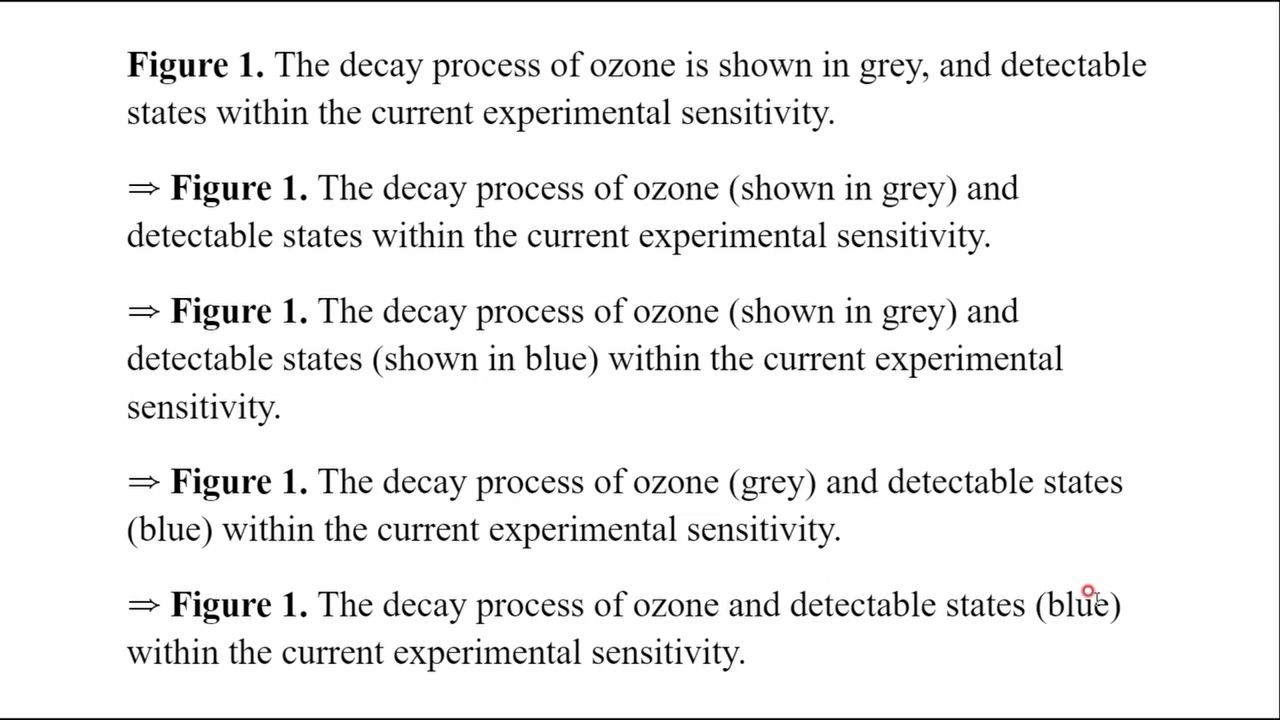 Figure 1. The decay process of ozone is shown in grey, and detectable
states within the current experimental sensitivity.
⇒ Figure 1. The decay process of ozone (shown in grey) and
detectable states within the current experimental sensitivity.
⇒ Figure 1. The decay process of ozone (shown in grey) and
detectable states (shown in blue) within the current experimental
sensitivity.
⇒ Figure 1. The decay process of ozone (grey) and detectable states
(blue) within the current experimental sensitivity.
⇒ Figure 1. The decay process of ozone and detectable states (blue)
within the current experimental sensitivity.